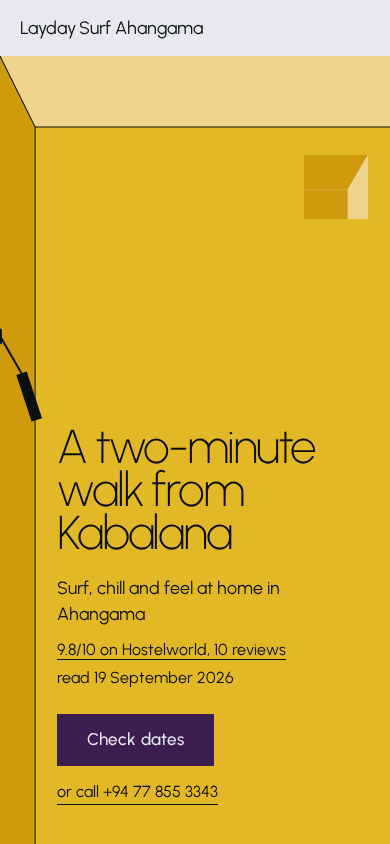 Layday Surf Ahangama
A two-minute
walk from
Kabalana
Surf, chill and feel at home in
Ahangama
9.8/10 on Hostelworld, 10 reviews
read 19 September 2026
Check dates
or call +94 77 855 3343